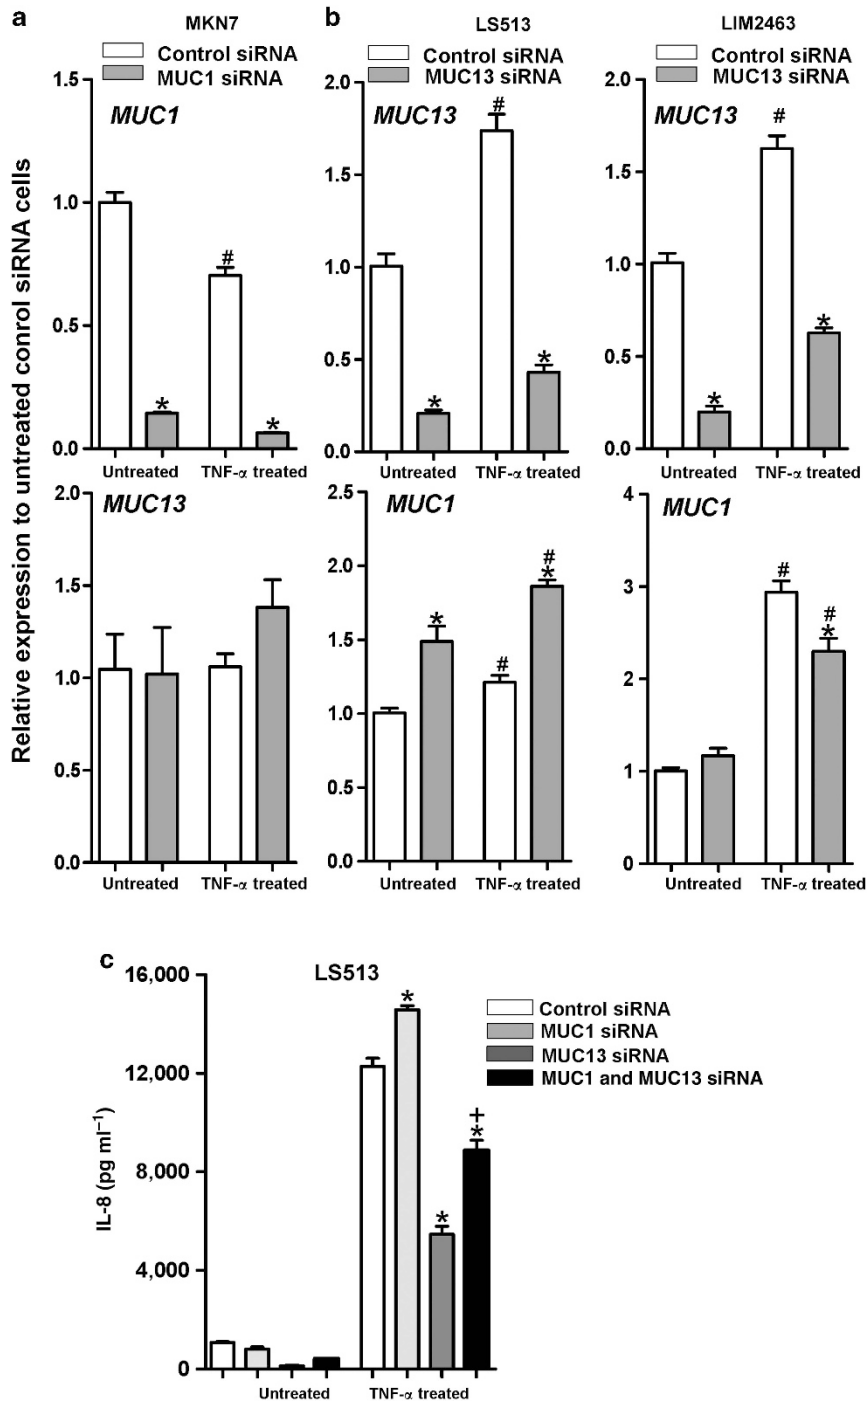 a
MKN7
Control siRNA
MUC1 siRNA
b
LS513
Control siRNA
MUC13 siRNA
LIM2463
Control siRNA
MUC13 siRNA
Relative expression to untreated conrol siRNA cells
1.5
1.0
0.5
0.0
MUC1
#
*
*
Untreated
TNF-α treated
2.0
1.5
1.0
0.5
0.0
MUC13
#
*
*
Untreated
TNF-α treated
2.0
1.5
1.0
0.5
0.0
MUC13
#
*
*
Untreated
TNF-α treated
2.0
1.5
1.0
0.5
0.0
MUC13
Untreated
TNF-α treated
2.5
2.0
1.5
1.0
0.5
0.0
MUC1
*
#
#
*
Untreated
TNF-α treated
4
3
2
1
0
MUC1
#
#
*
Untreated
TNF-α treated
c
LS513
IL-8 (pg ml⁻¹)
16,000
12,000
8,000
4,000
0
*
*
+
*
Control siRNA
MUC1 siRNA
MUC13 siRNA
MUC1 and MUC13 siRNA
Untreated
TNF-α treated